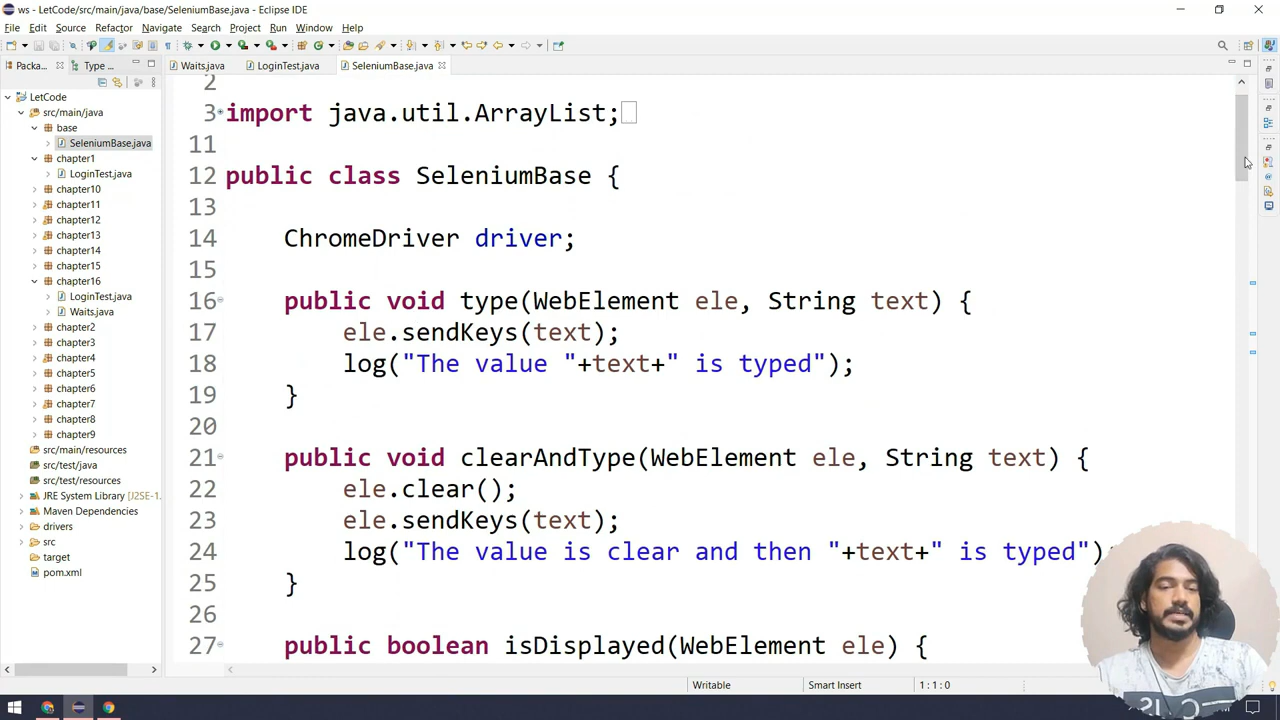 ws - LetCode/src/main/java/base/SeleniumBase.java - Eclipse IDE
File Edit Source Refactor Navigate Search Project Run Window Help
Packa... Type ... Waits.java LoginTest.java SeleniumBase.java
LetCode
src/main/java
base
SeleniumBase.java
chapter1
LoginTest.java
chapter10
chapter11
chapter12
chapter13
chapter14
chapter15
chapter16
LoginTest.java
Waits.java
chapter2
chapter3
chapter4
chapter5
chapter6
chapter7
chapter8
chapter9
src/main/resources
src/test/java
src/test/resources
JRE System Library [J2SE-1.
Maven Dependencies
drivers
src
target
pom.xml
2
3 import java.util.ArrayList;
11
12 public class SeleniumBase {
13
14 ChromeDriver driver;
15
16 public void type(WebElement ele, String text) {
17 ele.sendKeys(text);
18 log("The value "+text+" is typed");
19 }
20
21 public void clearAndType(WebElement ele, String text) {
22 ele.clear();
23 ele.sendKeys(text);
24 log("The value is clear and then "+text+" is typed");
25 }
26
27 public boolean isDisplayed(WebElement ele) {
Writable Smart Insert 1 : 1 : 0